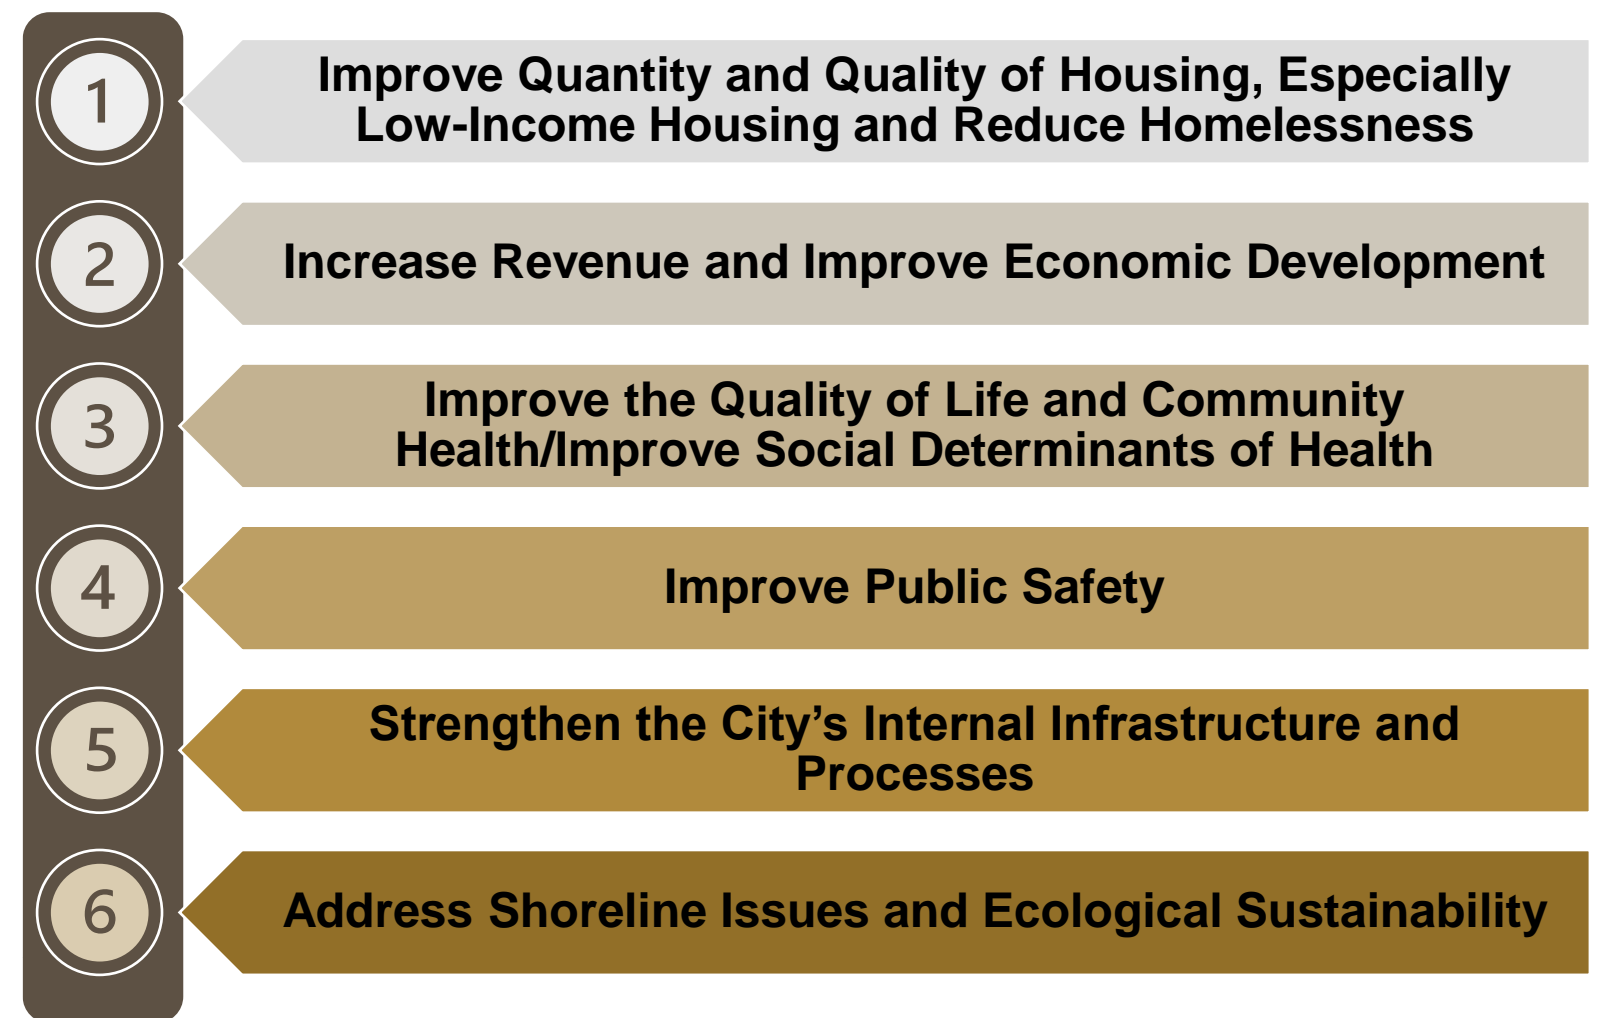 1
Improve Quantity and Quality of Housing, Especially
Low-Income Housing and Reduce Homelessness
2
Increase Revenue and Improve Economic Development
3
Improve the Quality of Life and Community
Health/Improve Social Determinants of Health
4
Improve Public Safety
5
Strengthen the City’s Internal Infrastructure and
Processes
6
Address Shoreline Issues and Ecological Sustainability